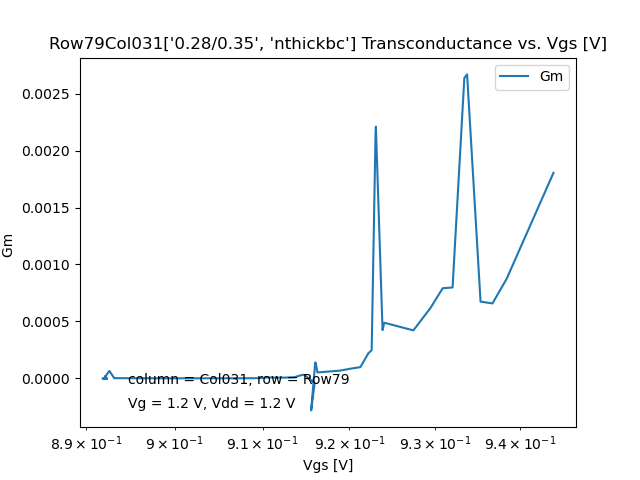 Row79Col031['0.28/0.35', 'nthickbc'] Transconductance vs. Vgs [V]
Gm
0.0025
0.0020
0.0015
0.0010
0.0005
0.0000
Gm
column = Col031, row = Row79
Vg = 1.2 V, Vdd = 1.2 V
8.9 × 10⁻¹ 9 × 10⁻¹ 9.1 × 10⁻¹ 9.2 × 10⁻¹ 9.3 × 10⁻¹ 9.4 × 10⁻¹
Vgs [V]